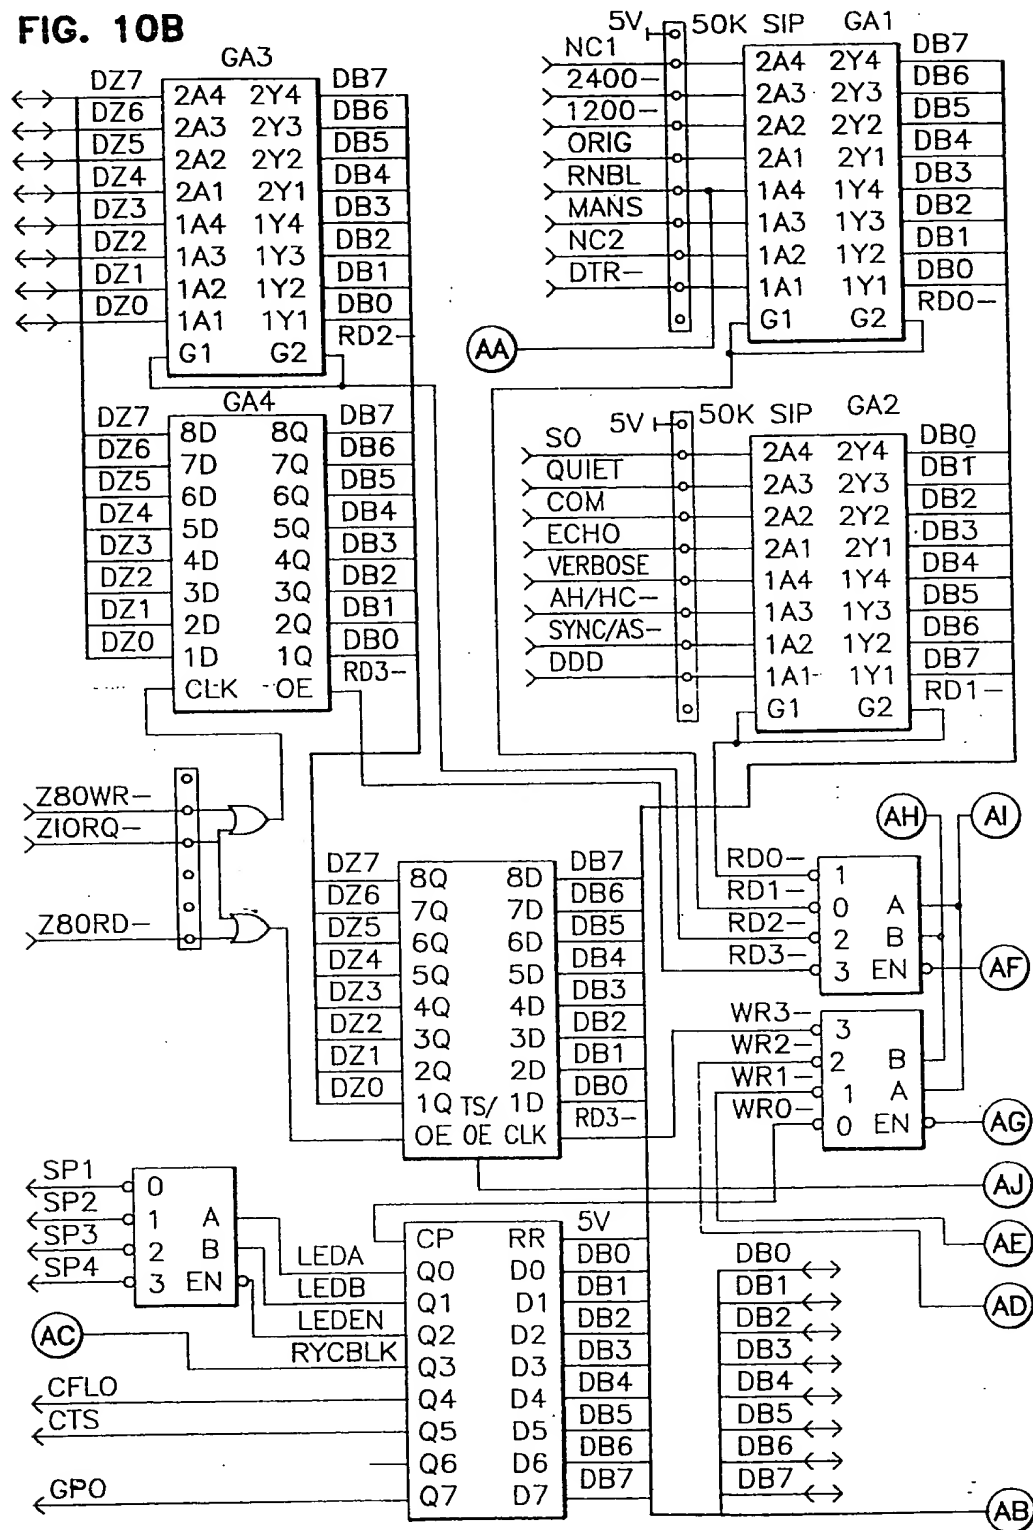 FIG. 10B
GA3
DZ7 2A4 2Y4 DB7
DZ6 2A3 2Y3 DB6
DZ5 2A2 2Y2 DB5
DZ4 2A1 2Y1 DB4
DZ3 1A4 1Y4 DB3
DZ2 1A3 1Y3 DB2
DZ1 1A2 1Y2 DB1
DZ0 1A1 1Y1 DB0
G1 G2 RD2-
5V 50K SIP GA1
NC1 2A4 2Y4 DB7
2400- 2A3 2Y3 DB6
1200- 2A2 2Y2 DB5
ORIG 2A1 2Y1 DB4
RNBL 1A4 1Y4 DB3
MANS 1A3 1Y3 DB2
NC2 1A2 1Y2 DB1
DTR- 1A1 1Y1 DB0
G1 G2 RD0-
AA
GA4
DZ7 8D 8Q DB7
DZ6 7D 7Q DB6
DZ5 6D 6Q DB5
DZ4 5D 5Q DB4
DZ3 4D 4Q DB3
DZ2 3D 3Q DB2
DZ1 2D 2Q DB1
DZ0 1D 1Q DB0
CLK OE RD3-
5V 50K SIP GA2
SO 2A4 2Y4 DB0
QUIET 2A3 2Y3 DB1
COM 2A2 2Y2 DB2
ECHO 2A1 2Y1 DB3
VERBOSE 1A4 1Y4 DB4
AH/HC- 1A3 1Y3 DB5
SYNC/AS- 1A2 1Y2 DB6
DDD 1A1 1Y1 DB7
G1 G2 RD1-
Z80WR-
ZIORQ-
Z80RD-
AH AI
DZ7 8Q 8D DB7
DZ6 7Q 7D DB6
DZ5 6Q 6D DB5
DZ4 5Q 5D DB4
DZ3 4Q 4D DB3
DZ2 3Q 3D DB2
DZ1 2Q 2D DB1
DZ0 1Q TS/ 1D DB0
OE OE CLK RD3-
RD0- 1
RD1- 0 A
RD2- 2 B
RD3- 3 EN AF
WR3- 3
WR2- 2 B
WR1- 1 A
WR0- 0 EN AG
AJ
AE
AD
SP1 0
SP2 1 A
SP3 2 B
SP4 3 EN
LEDA
LEDB
LEDEN
AC RYCBLK
CFLO
CTS
GPO
CP RR 5V
Q0 D0 DB0
Q1 D1 DB1
Q2 D2 DB2
Q3 D3 DB3
Q4 D4 DB4
Q5 D5 DB5
Q6 D6 DB6
Q7 D7 DB7
DB0
DB1
DB2
DB3
DB4
DB5
DB6
DB7
AB